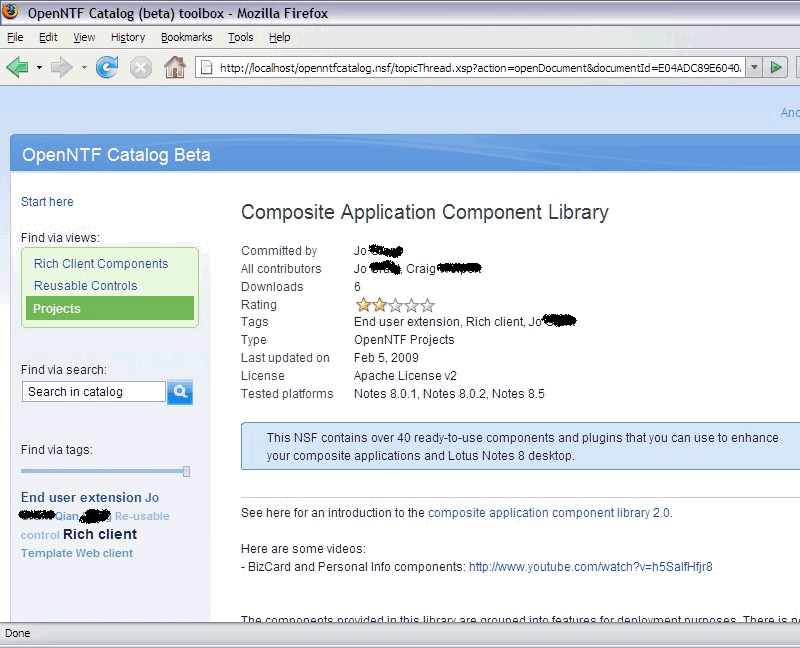 OpenNTF Catalog (beta) toolbox - Mozilla Firefox
File Edit View History Bookmarks Tools Help
http://localhost/openntfcatalog.nsf/topicThread.xsp?action=openDocument&documentId=E04ADC89E6040
OpenNTF Catalog Beta
Start here
Find via views:
Rich Client Components
Reusable Controls
Projects
Find via search:
Search in catalog
Find via tags:
End user extension Jo
Qian Re-usable
control Rich client
Template Web client
Composite Application Component Library
Committed by Jo
All contributors Jo , Craig
Downloads 6
Rating
Tags End user extension, Rich client, Jo
Type OpenNTF Projects
Last updated on Feb 5, 2009
License Apache License v2
Tested platforms Notes 8.0.1, Notes 8.0.2, Notes 8.5
This NSF contains over 40 ready-to-use components and plugins that you can use to enhance
your composite applications and Lotus Notes 8 desktop.
See here for an introduction to the composite application component library 2.0.
Here are some videos:
- BizCard and Personal Info components: http://www.youtube.com/watch?v=h5SalfHfjr8
The components provided in this library are grouped into features for deployment purposes. There is
Done